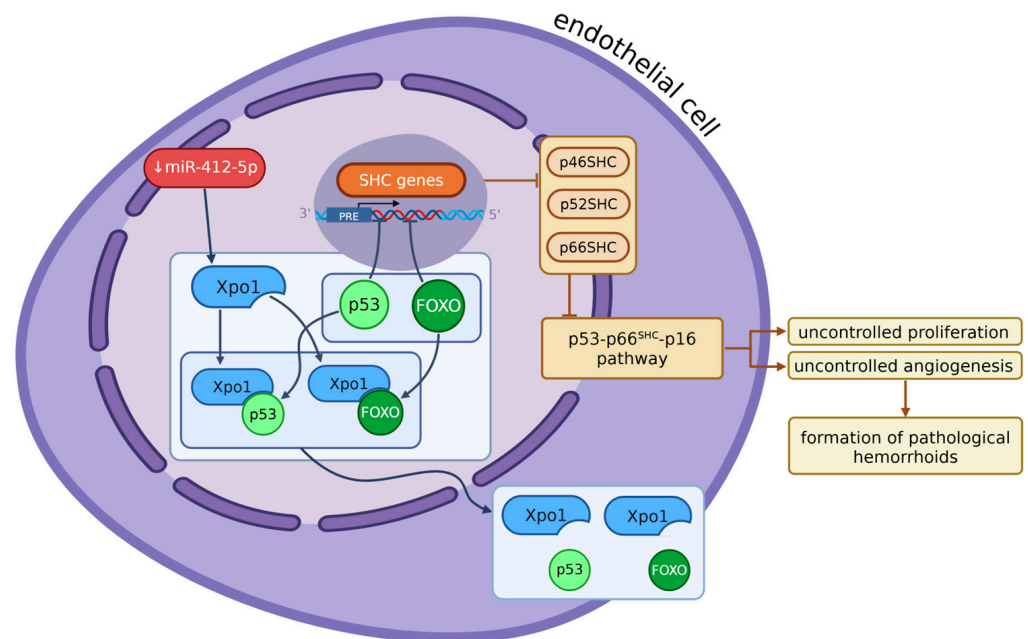 endothelial cell
↓miR-412-5p
SHC genes
3'
PRE
5'
p46SHC
p52SHC
p66SHC
Xpo1
p53
FOXO
Xpo1
p53
Xpo1
FOXO
p53-p66ˢᴴᶜ-p16
pathway
uncontrolled proliferation
uncontrolled angiogenesis
formation of pathological
hemorrhoids
Xpo1
Xpo1
p53
FOXO